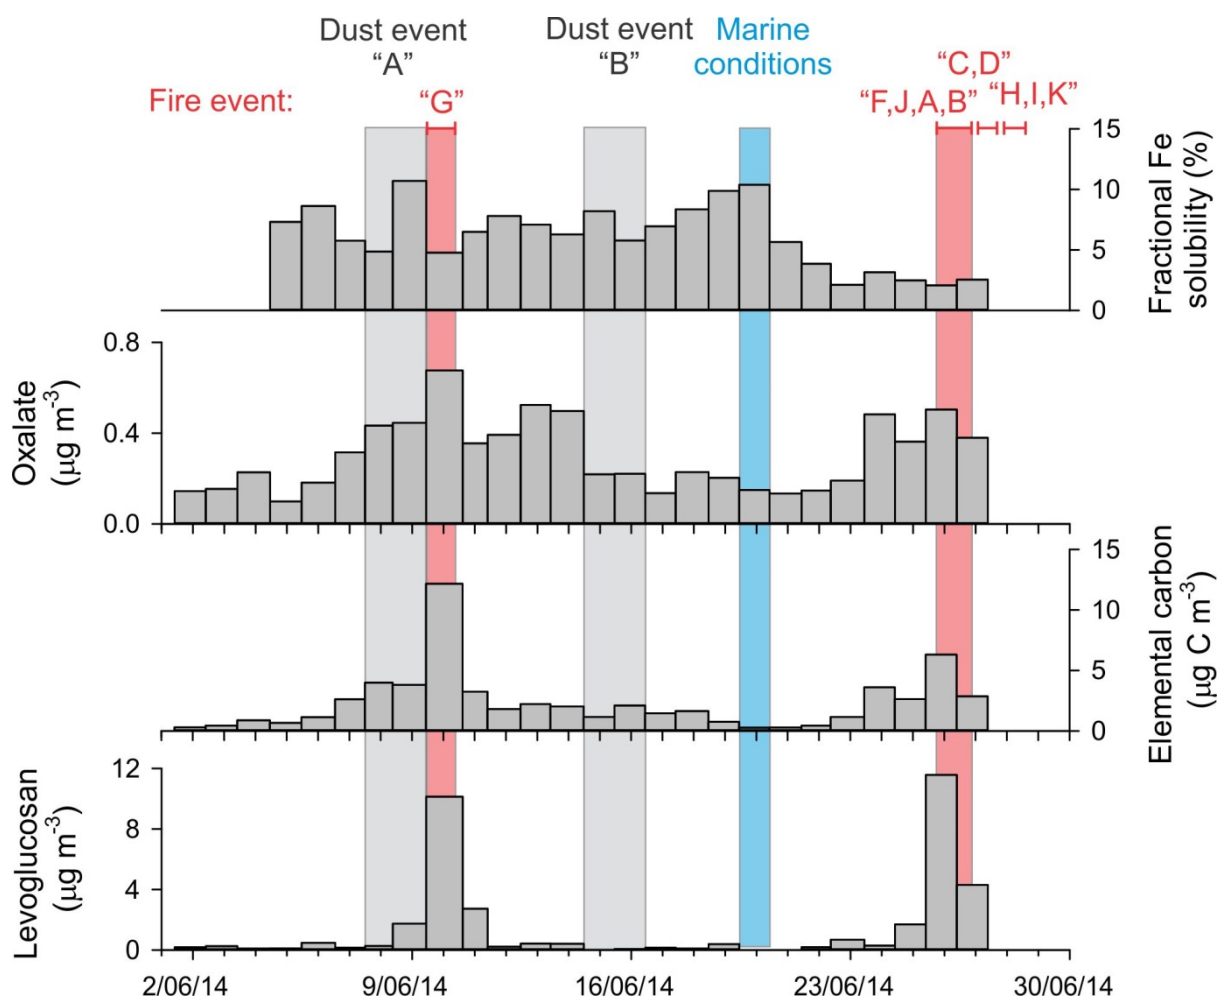 Dust event
“A”
Dust event
“B”
Marine
conditions
“C,D”
Fire event:
“G”
“F,J,A,B”
“H,I,K”
15
10
5
0
Fractional Fe
solubility (%)
0.8
0.4
0.0
Oxalate
(μg m-3)
15
10
5
0
Elemental carbon
(μg C m-3)
12
8
4
0
Levoglucosan
(μg m-3)
2/06/14
9/06/14
16/06/14
23/06/14
30/06/14